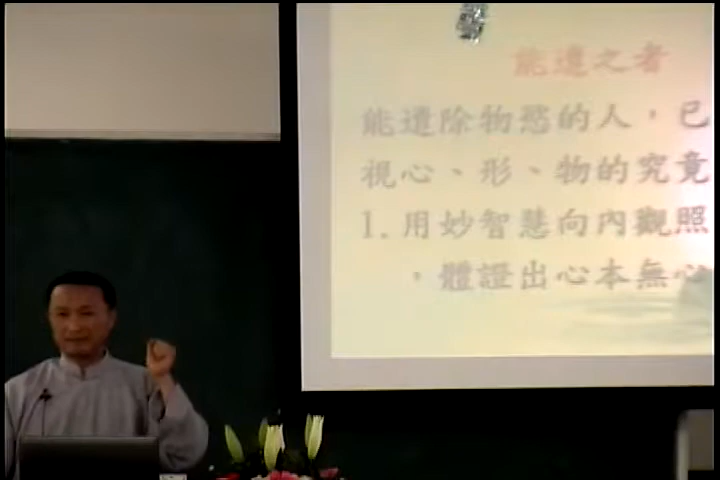 能遣之者
能遣除物慾的人，已
視心、形、物的究竟
1. 用妙智慧向內觀照
，體證出心本無心